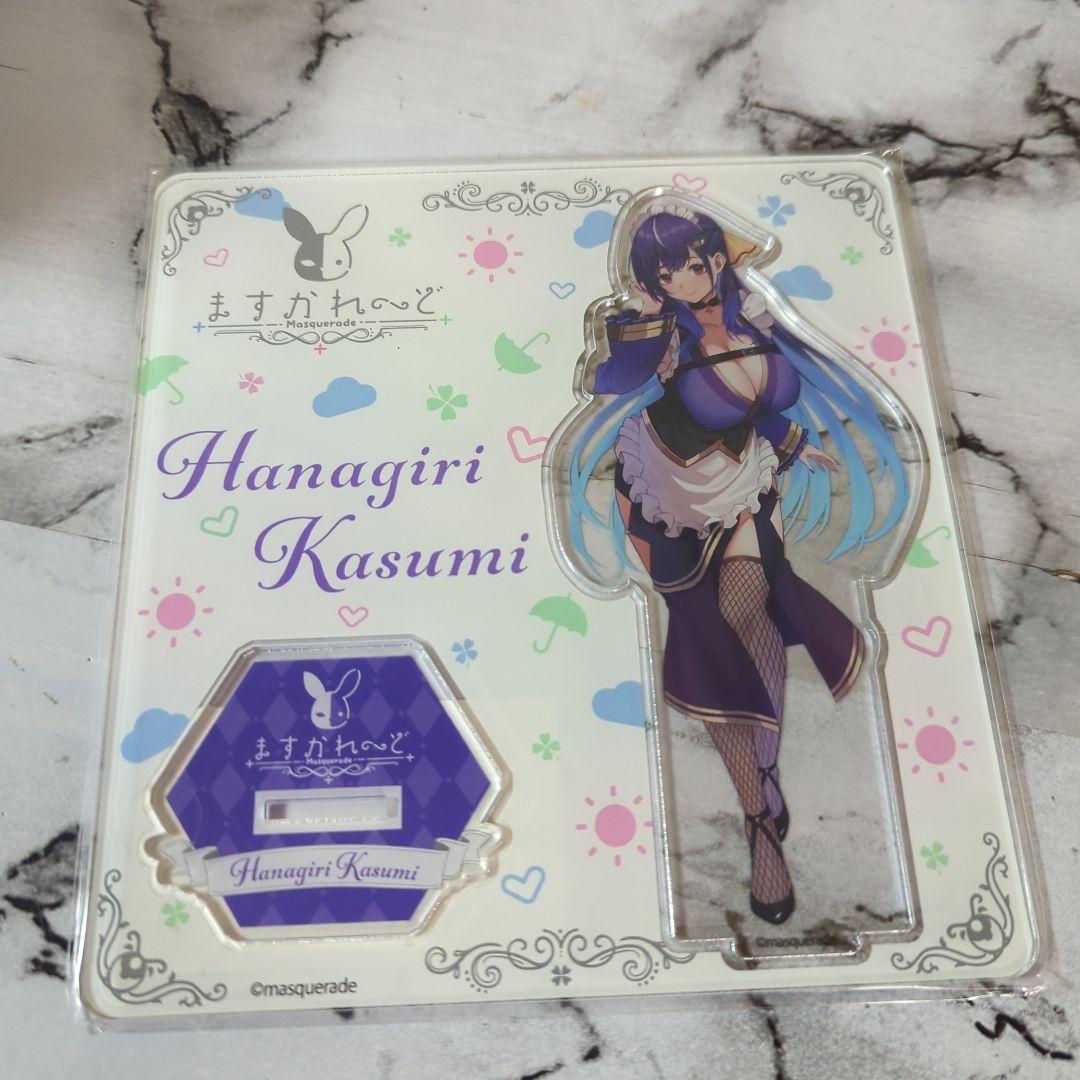 ますかれ〜ど
Masquerade
Hanagiri
Kasumi
ますかれ〜ど
Masquerade
Hanagiri Kasumi
©masquerade
©masquerade